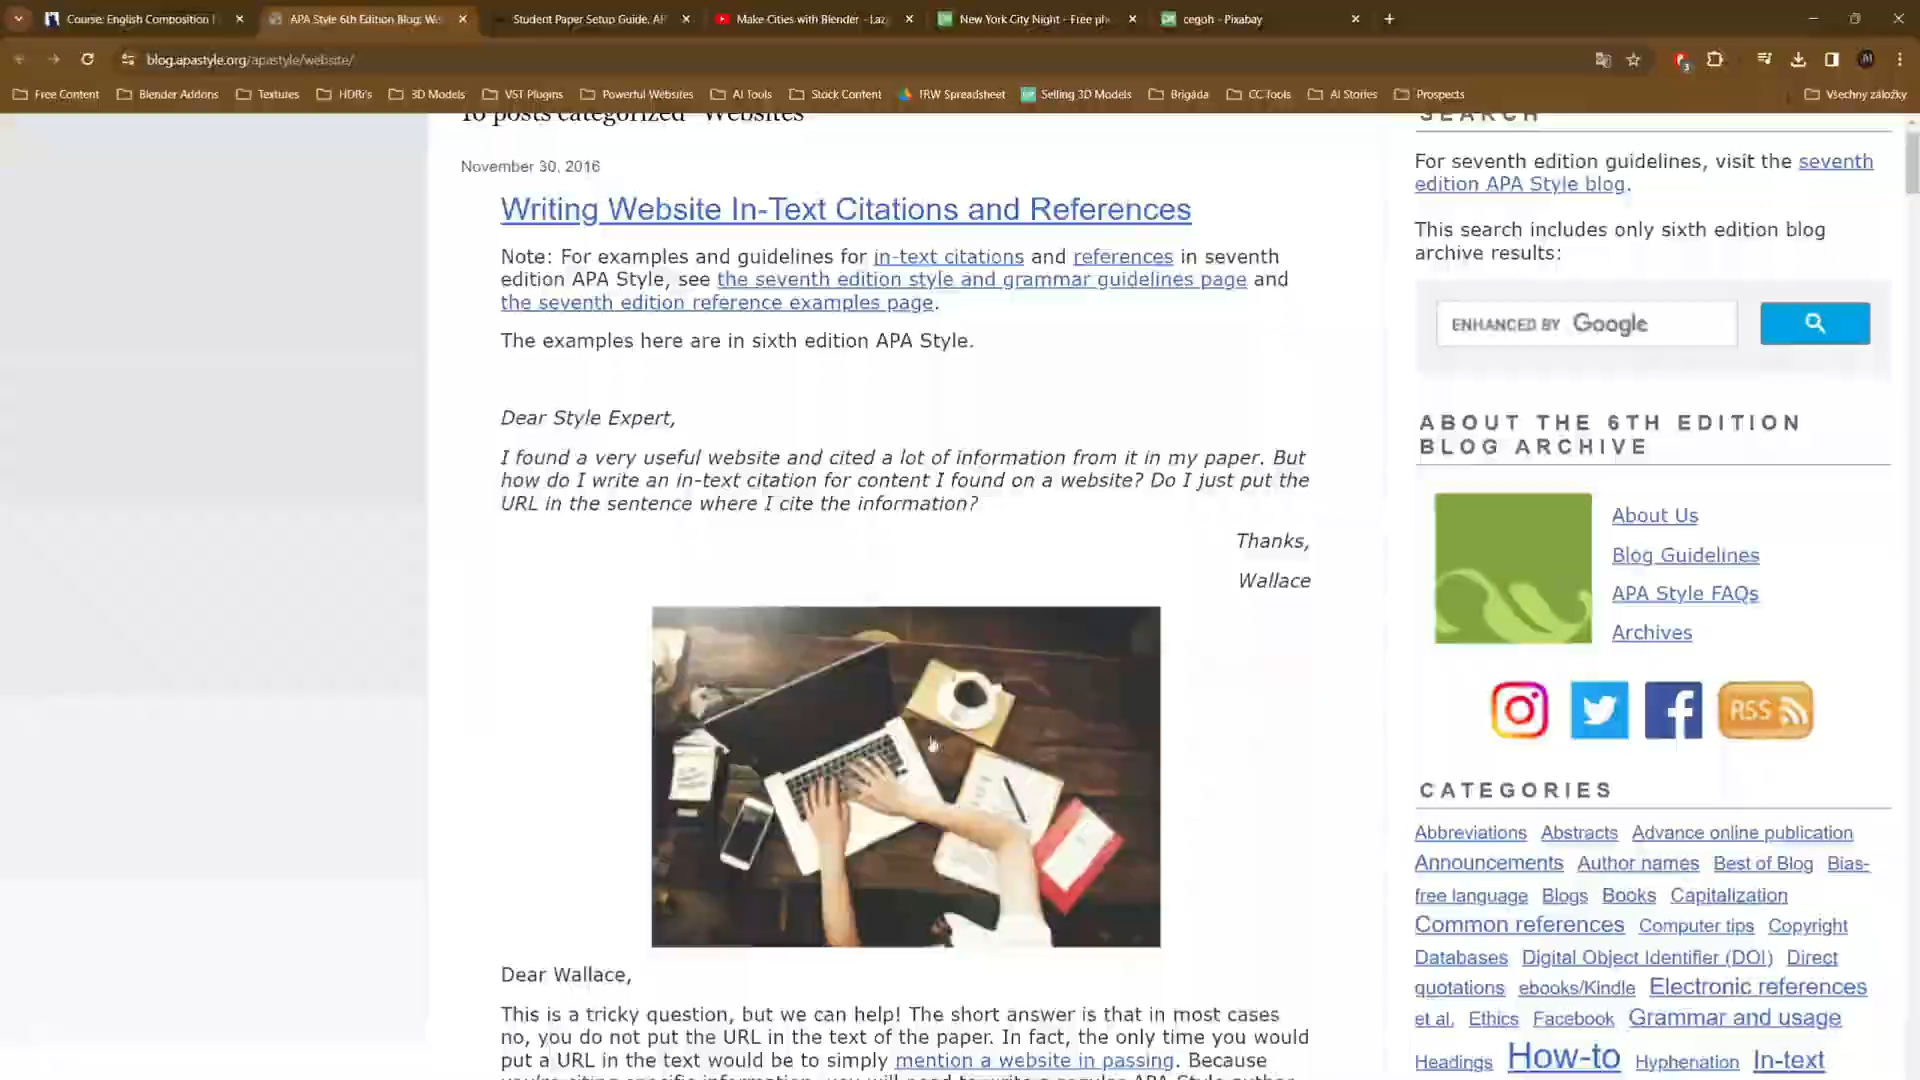 Course: English Composition I
APA Style 6th Edition Blog: We
Student Paper Setup Guide, AP
Make Cities with Blender - Laz
New York City Night - Free ph
cegoh - Pixabay
blog.apastyle.org/apastyle/website/
Free Content
Blender Addons
Textures
HDRi's
3D Models
VST Plugins
Powerful Websites
AI Tools
Stock Content
TRW Spreadsheet
Selling 3D Models
Brigáda
CC Tools
AI Stories
Prospects
Všechny záložky
16 posts categorized "Websites"
November 30, 2016
Writing Website In-Text Citations and References
Note: For examples and guidelines for in-text citations and references in seventh
edition APA Style, see the seventh edition style and grammar guidelines page and
the seventh edition reference examples page.
The examples here are in sixth edition APA Style.
Dear Style Expert,
I found a very useful website and cited a lot of information from it in my paper. But
how do I write an in-text citation for content I found on a website? Do I just put the
URL in the sentence where I cite the information?
Thanks,
Wallace
Dear Wallace,
This is a tricky question, but we can help! The short answer is that in most cases
no, you do not put the URL in the text of the paper. In fact, the only time you would
put a URL in the text would be to simply mention a website in passing. Because
SEARCH
For seventh edition guidelines, visit the seventh
edition APA Style blog.
This search includes only sixth edition blog
archive results:
ENHANCED BY Google
ABOUT THE 6TH EDITION
BLOG ARCHIVE
About Us
Blog Guidelines
APA Style FAQs
Archives
RSS
CATEGORIES
Abbreviations Abstracts Advance online publication
Announcements Author names Best of Blog Bias-
free language Blogs Books Capitalization
Common references Computer tips Copyright
Databases Digital Object Identifier (DOI) Direct
quotations ebooks/Kindle Electronic references
et al. Ethics Facebook Grammar and usage
Headings How-to Hyphenation In-text